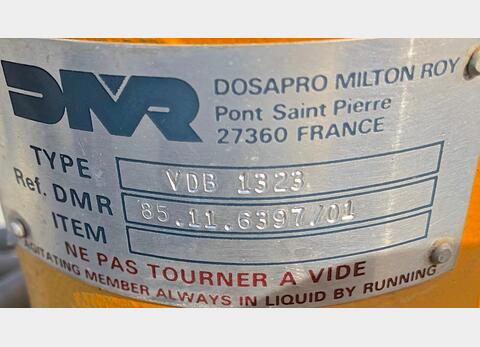 DMR
DOSAPRO MILTON ROY
Pont Saint Pierre
27360 FRANCE
TYPE VDB 1323
Ref. DMR 85.11.6397/01
ITEM
NE PAS TOURNER A VIDE
AGITATING MEMBER ALWAYS IN LIQUID BY RUNNING